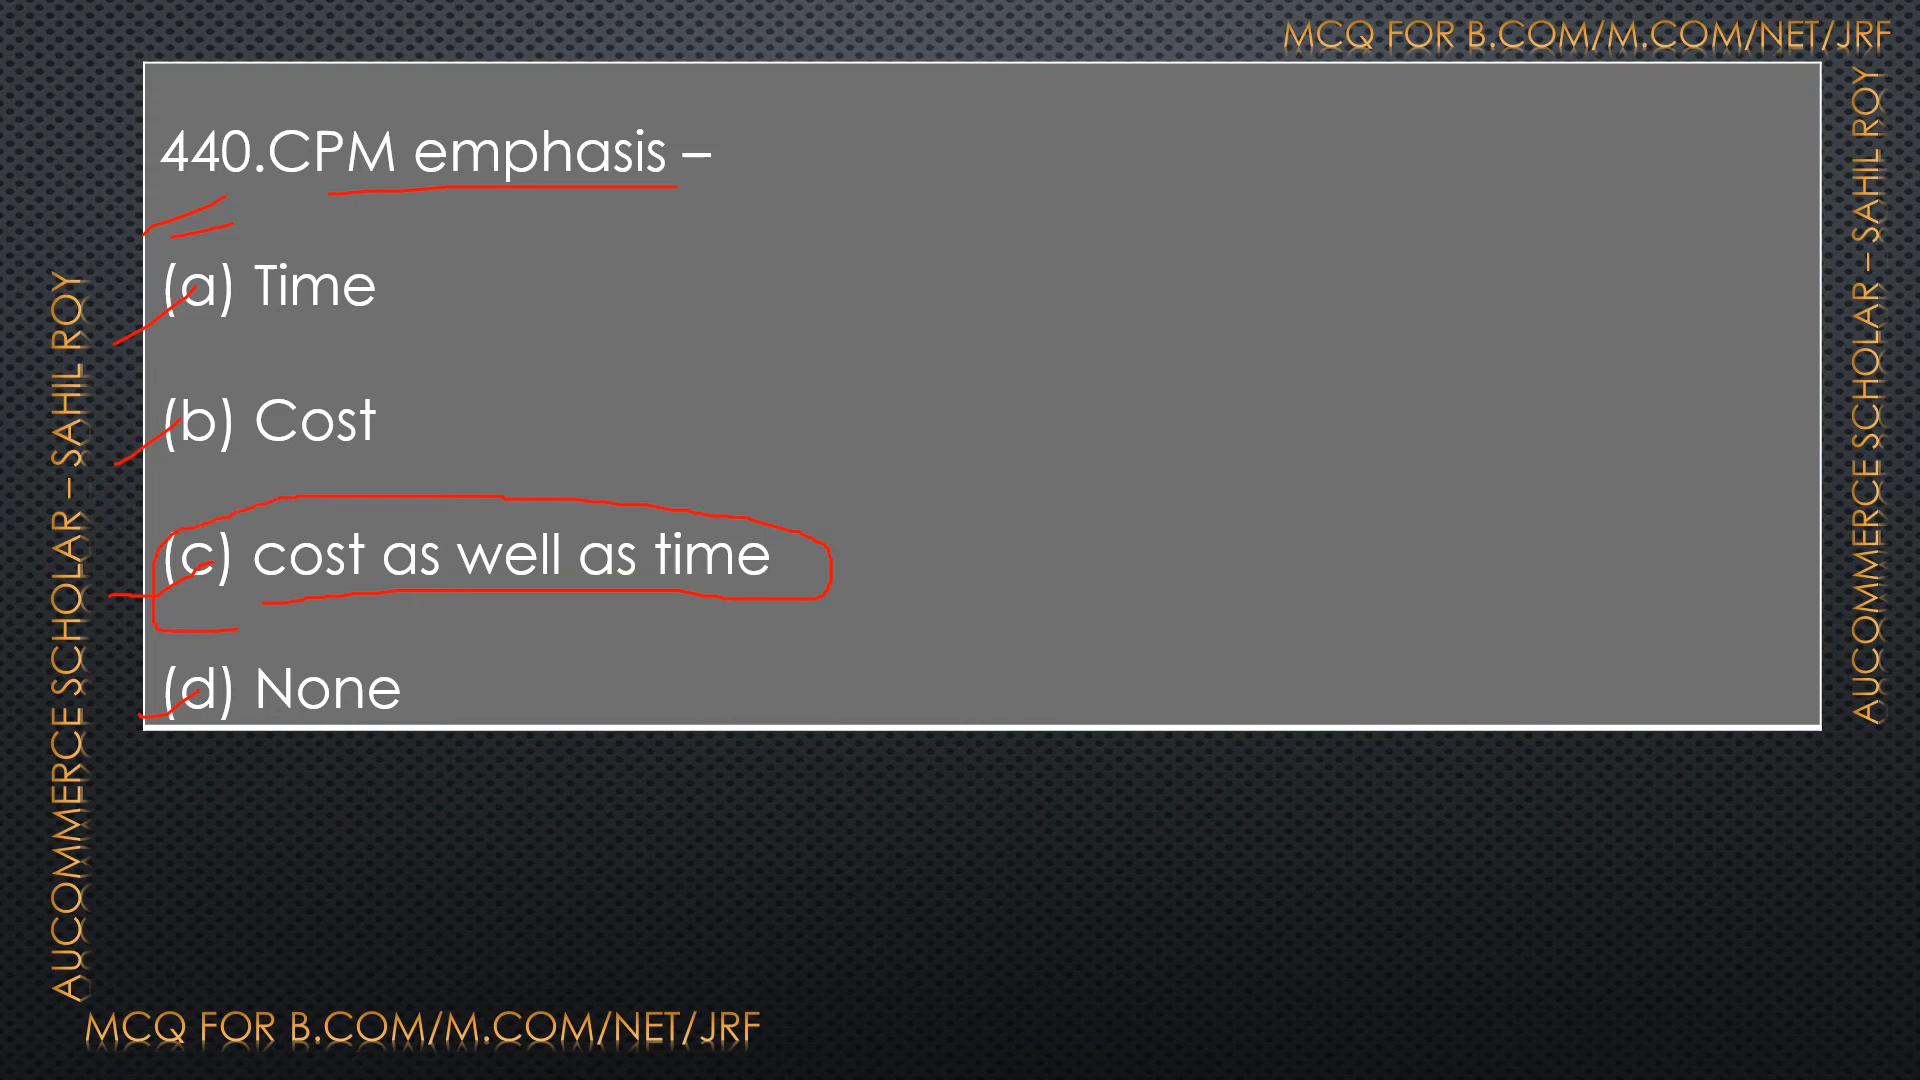 MCQ FOR B.COM/M.COM/NET/JRF
440.CPM emphasis –
(a) Time
(b) Cost
(c) cost as well as time
(d) None
AUCOMMERCE SCHOLAR – SAHIL ROY
AUCOMMERCE SCHOLAR – SAHIL ROY
MCQ FOR B.COM/M.COM/NET/JRF